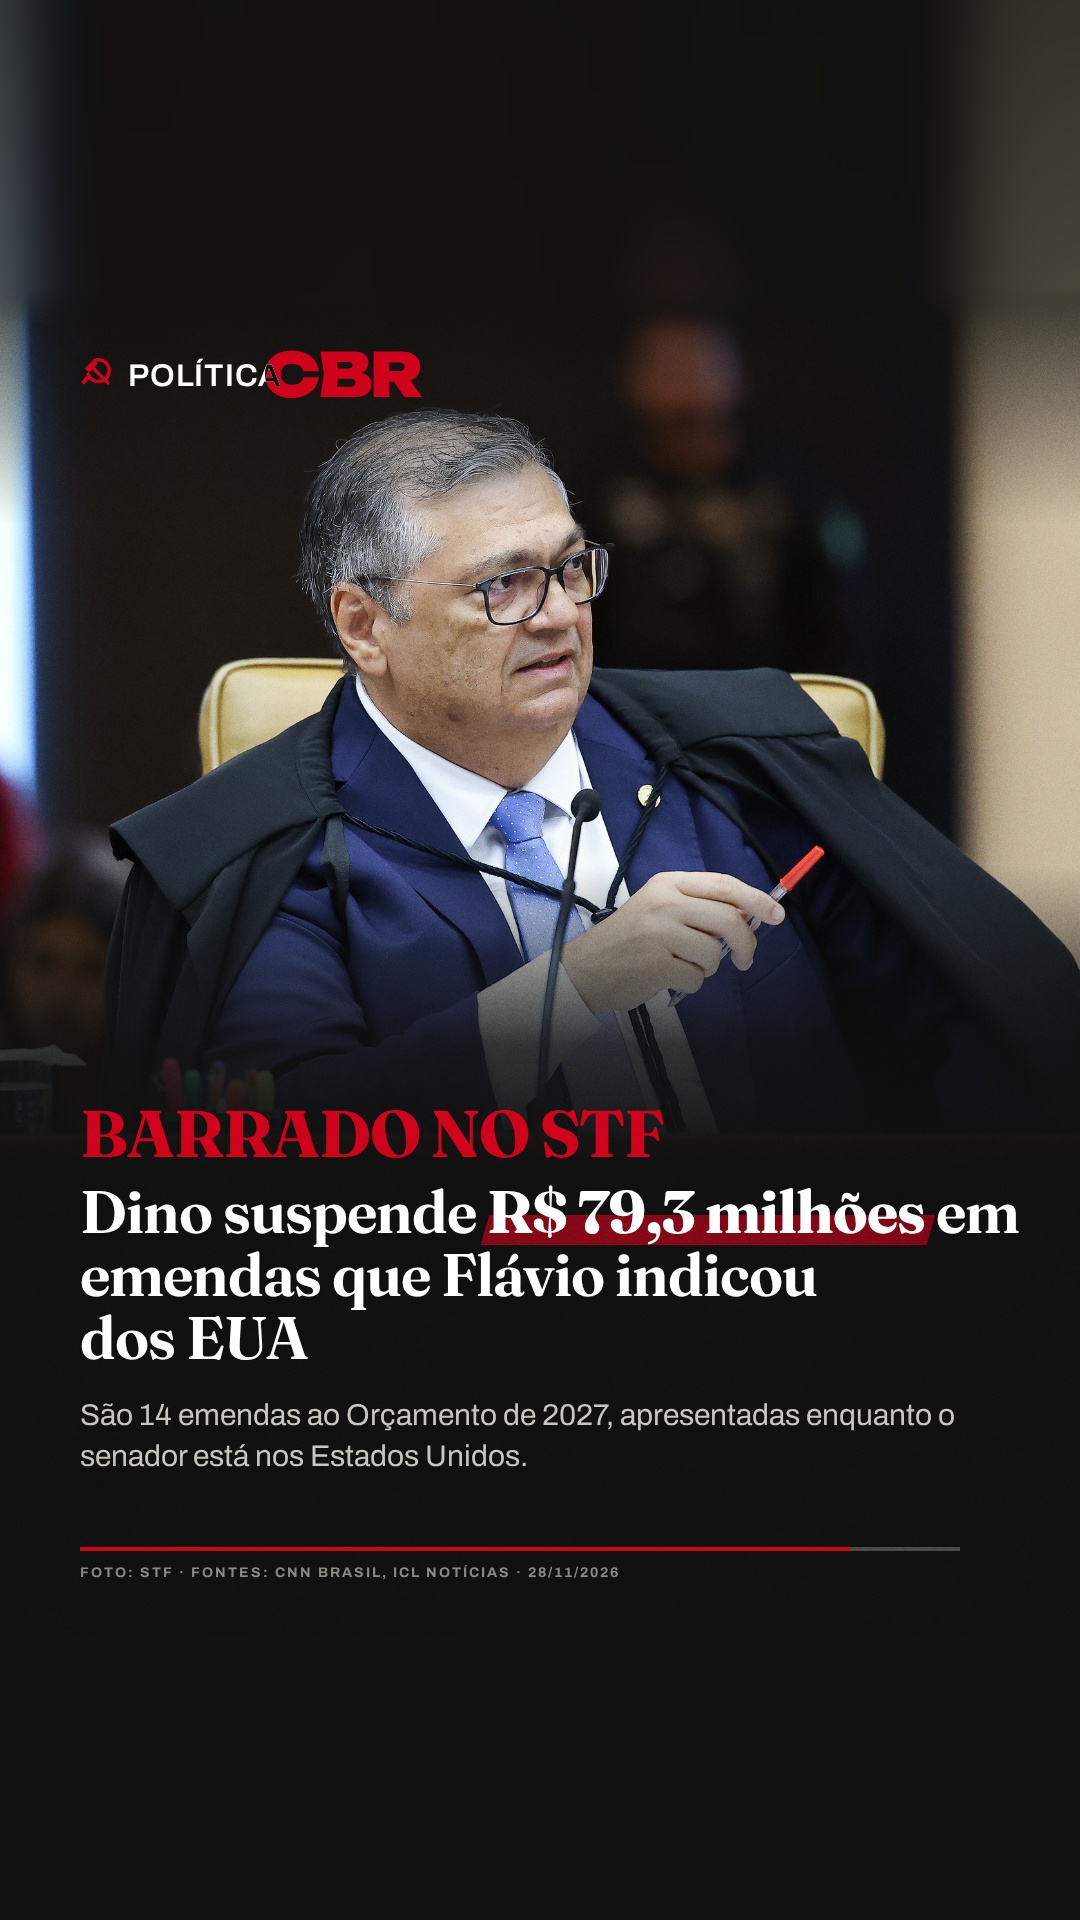 POLÍTICA CBR
BARRADO NO STF
Dino suspende R$ 79,3 milhões em
emendas que Flávio indicou
dos EUA
São 14 emendas ao Orçamento de 2027, apresentadas enquanto o
senador está nos Estados Unidos.
FOTO: STF · FONTES: CNN BRASIL, ICL NOTÍCIAS · 28/11/2026